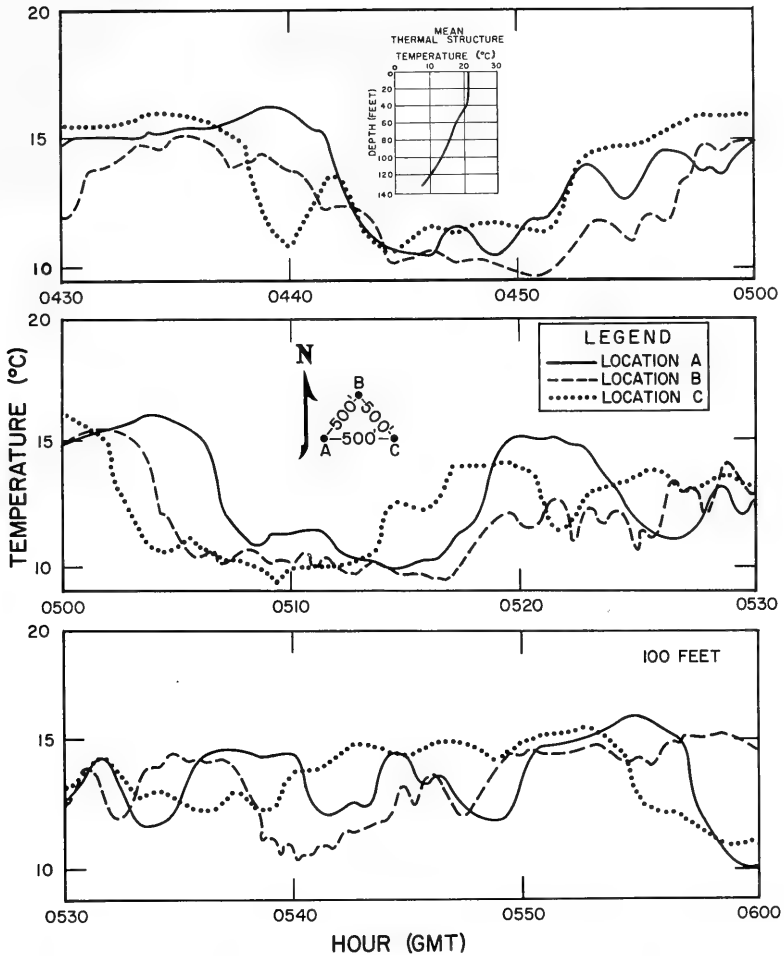 20
15
10
MEAN
THERMAL STRUCTURE
TEMPERATURE (°C)
0 10 20 30
DEPTH (FEET)
0
20
40
60
80
100
120
140
0430 0440 0450 0500
TEMPERATURE (°C)
20
15
10
N
B
500' 500'
A 500' C
LEGEND
LOCATION A
LOCATION B
LOCATION C
0500 0510 0520 0530
20
15
10
100 FEET
0530 0540 0550 0600
HOUR (GMT)